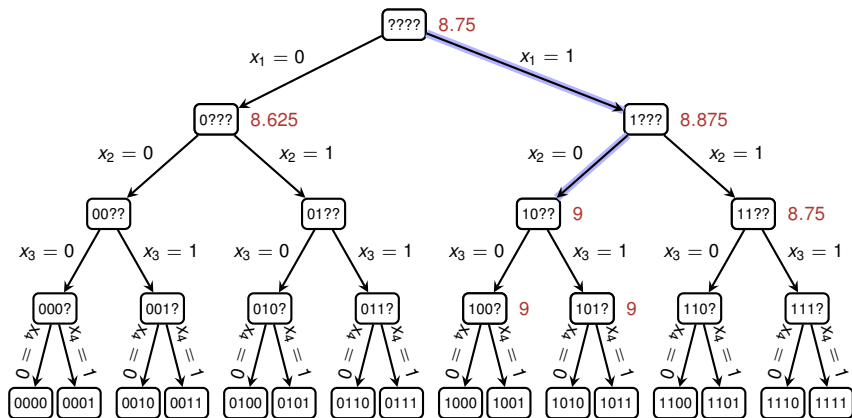 ???? 8.75
x₁ = 0 x₁ = 1
0??? 8.625 1??? 8.875
x₂ = 0 x₂ = 1 x₂ = 0 x₂ = 1
00?? 01?? 10?? 9 11?? 8.75
x₃ = 0 x₃ = 1 x₃ = 0 x₃ = 1 x₃ = 0 x₃ = 1 x₃ = 0 x₃ = 1
000? 001? 010? 011? 100? 9 101? 9 110? 111?
x₄ = 0 x₄ = 1 x₄ = 0 x₄ = 1 x₄ = 0 x₄ = 1 x₄ = 0 x₄ = 1 x₄ = 0 x₄ = 1 x₄ = 0 x₄ = 1 x₄ = 0 x₄ = 1 x₄ = 0 x₄ = 1
0000 0001 0010 0011 0100 0101 0110 0111 1000 1001 1010 1011 1100 1101 1110 1111